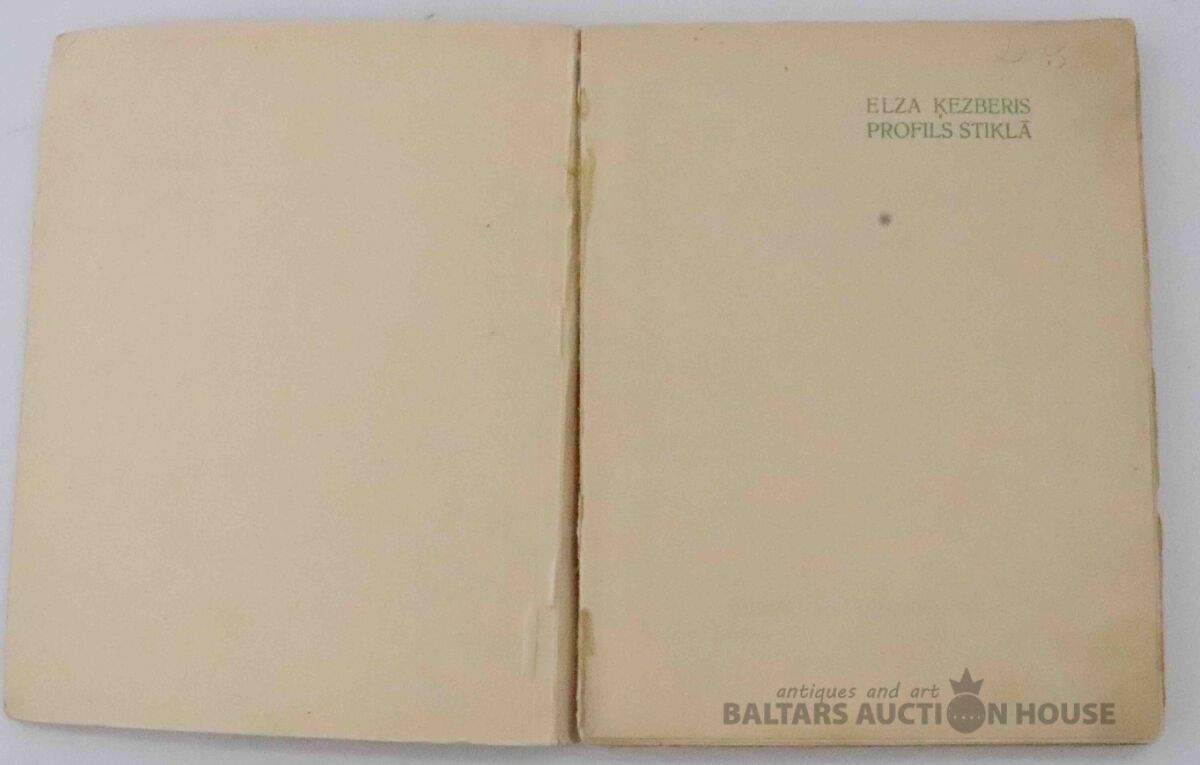 ELZA ĶEZBERIS
PROFILS STIKLĀ
antiques and art
BALTARS AUCTION HOUSE